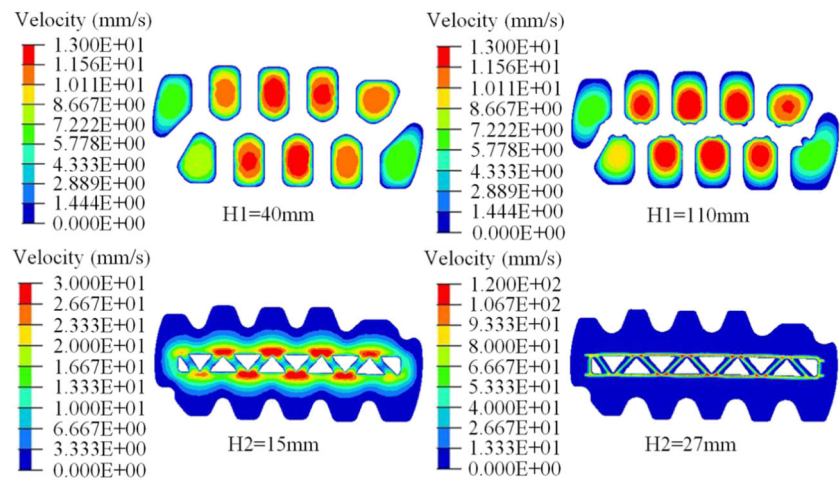 Velocity (mm/s)
1.300E+01
1.156E+01
1.011E+01
8.667E+00
7.222E+00
5.778E+00
4.333E+00
2.889E+00
1.444E+00
0.000E+00
H1=40mm
Velocity (mm/s)
1.300E+01
1.156E+01
1.011E+01
8.667E+00
7.222E+00
5.778E+00
4.333E+00
2.889E+00
1.444E+00
0.000E+00
H1=110mm
Velocity (mm/s)
3.000E+01
2.667E+01
2.333E+01
2.000E+01
1.667E+01
1.333E+01
1.000E+01
6.667E+00
3.333E+00
0.000E+00
H2=15mm
Velocity (mm/s)
1.200E+02
1.067E+02
9.333E+01
8.000E+01
6.667E+01
5.333E+01
4.000E+01
2.667E+01
1.333E+01
0.000E+00
H2=27mm